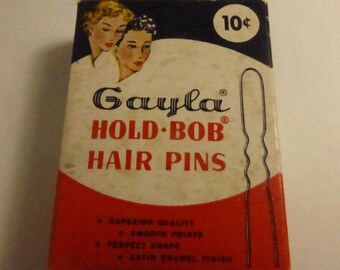 10¢
Gayla®
HOLD·BOB®
HAIR PINS
SUPERIOR QUALITY
SMOOTH POINTS
PERFECT SHAPE
SATIN ENAMEL FINISH